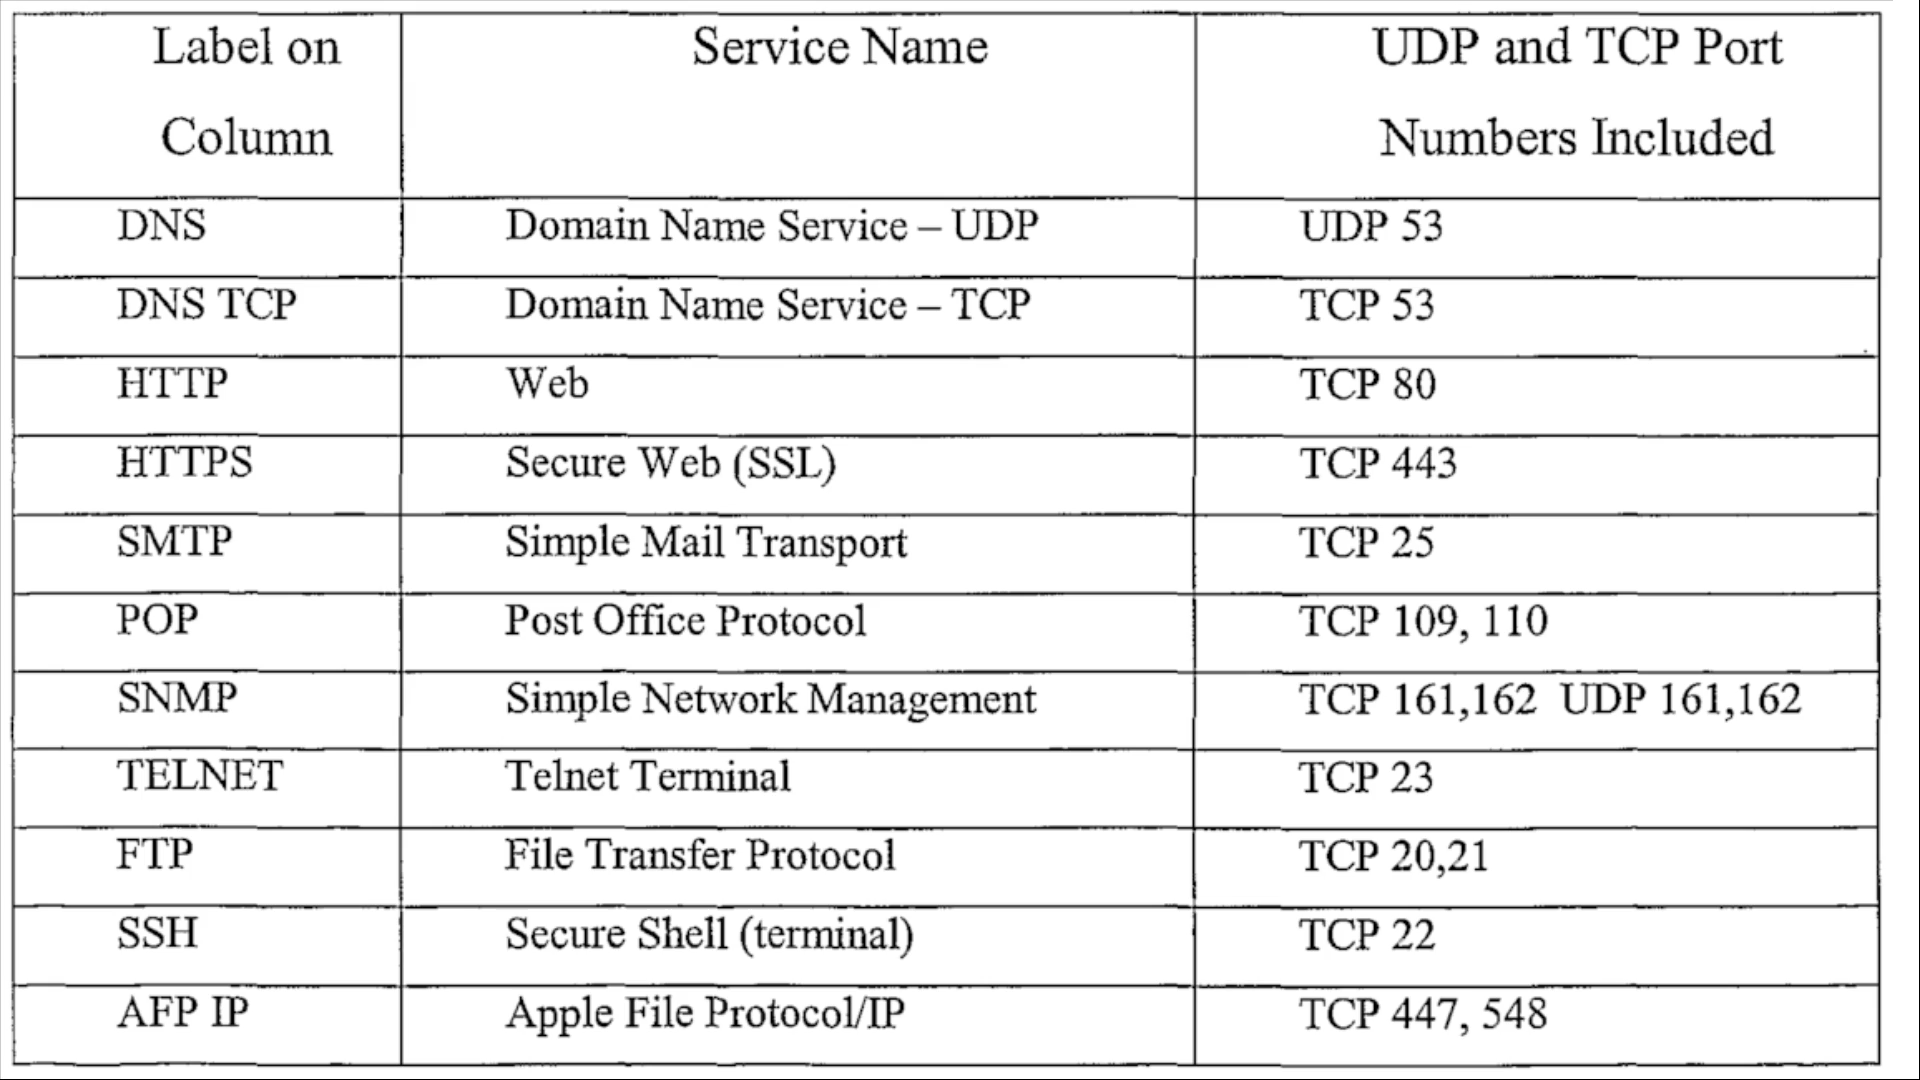 Label on Service Name UDP and TCP Port
Column Numbers Included
DNS Domain Name Service – UDP UDP 53
DNS TCP Domain Name Service – TCP TCP 53
HTTP Web TCP 80
HTTPS Secure Web (SSL) TCP 443
SMTP Simple Mail Transport TCP 25
POP Post Office Protocol TCP 109, 110
SNMP Simple Network Management TCP 161,162 UDP 161,162
TELNET Telnet Terminal TCP 23
FTP File Transfer Protocol TCP 20,21
SSH Secure Shell (terminal) TCP 22
AFP IP Apple File Protocol/IP TCP 447, 548